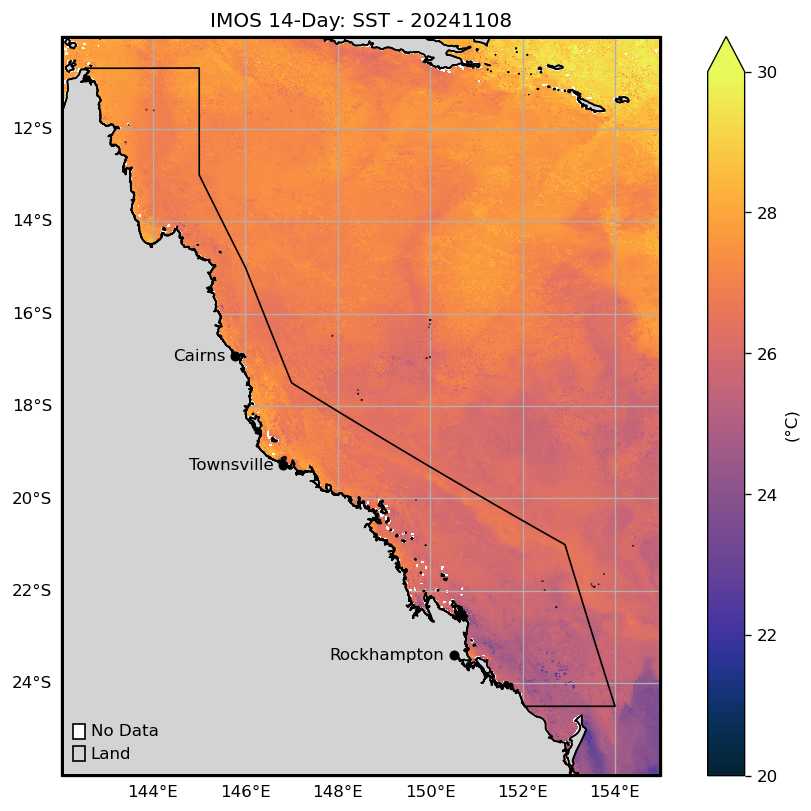 IMOS 14-Day: SST - 20241108
12°S
14°S
16°S
18°S
20°S
22°S
24°S
Cairns
Townsville
Rockhampton
No Data
Land
144°E 146°E 148°E 150°E 152°E 154°E
30
28
26
24
22
20
(°C)